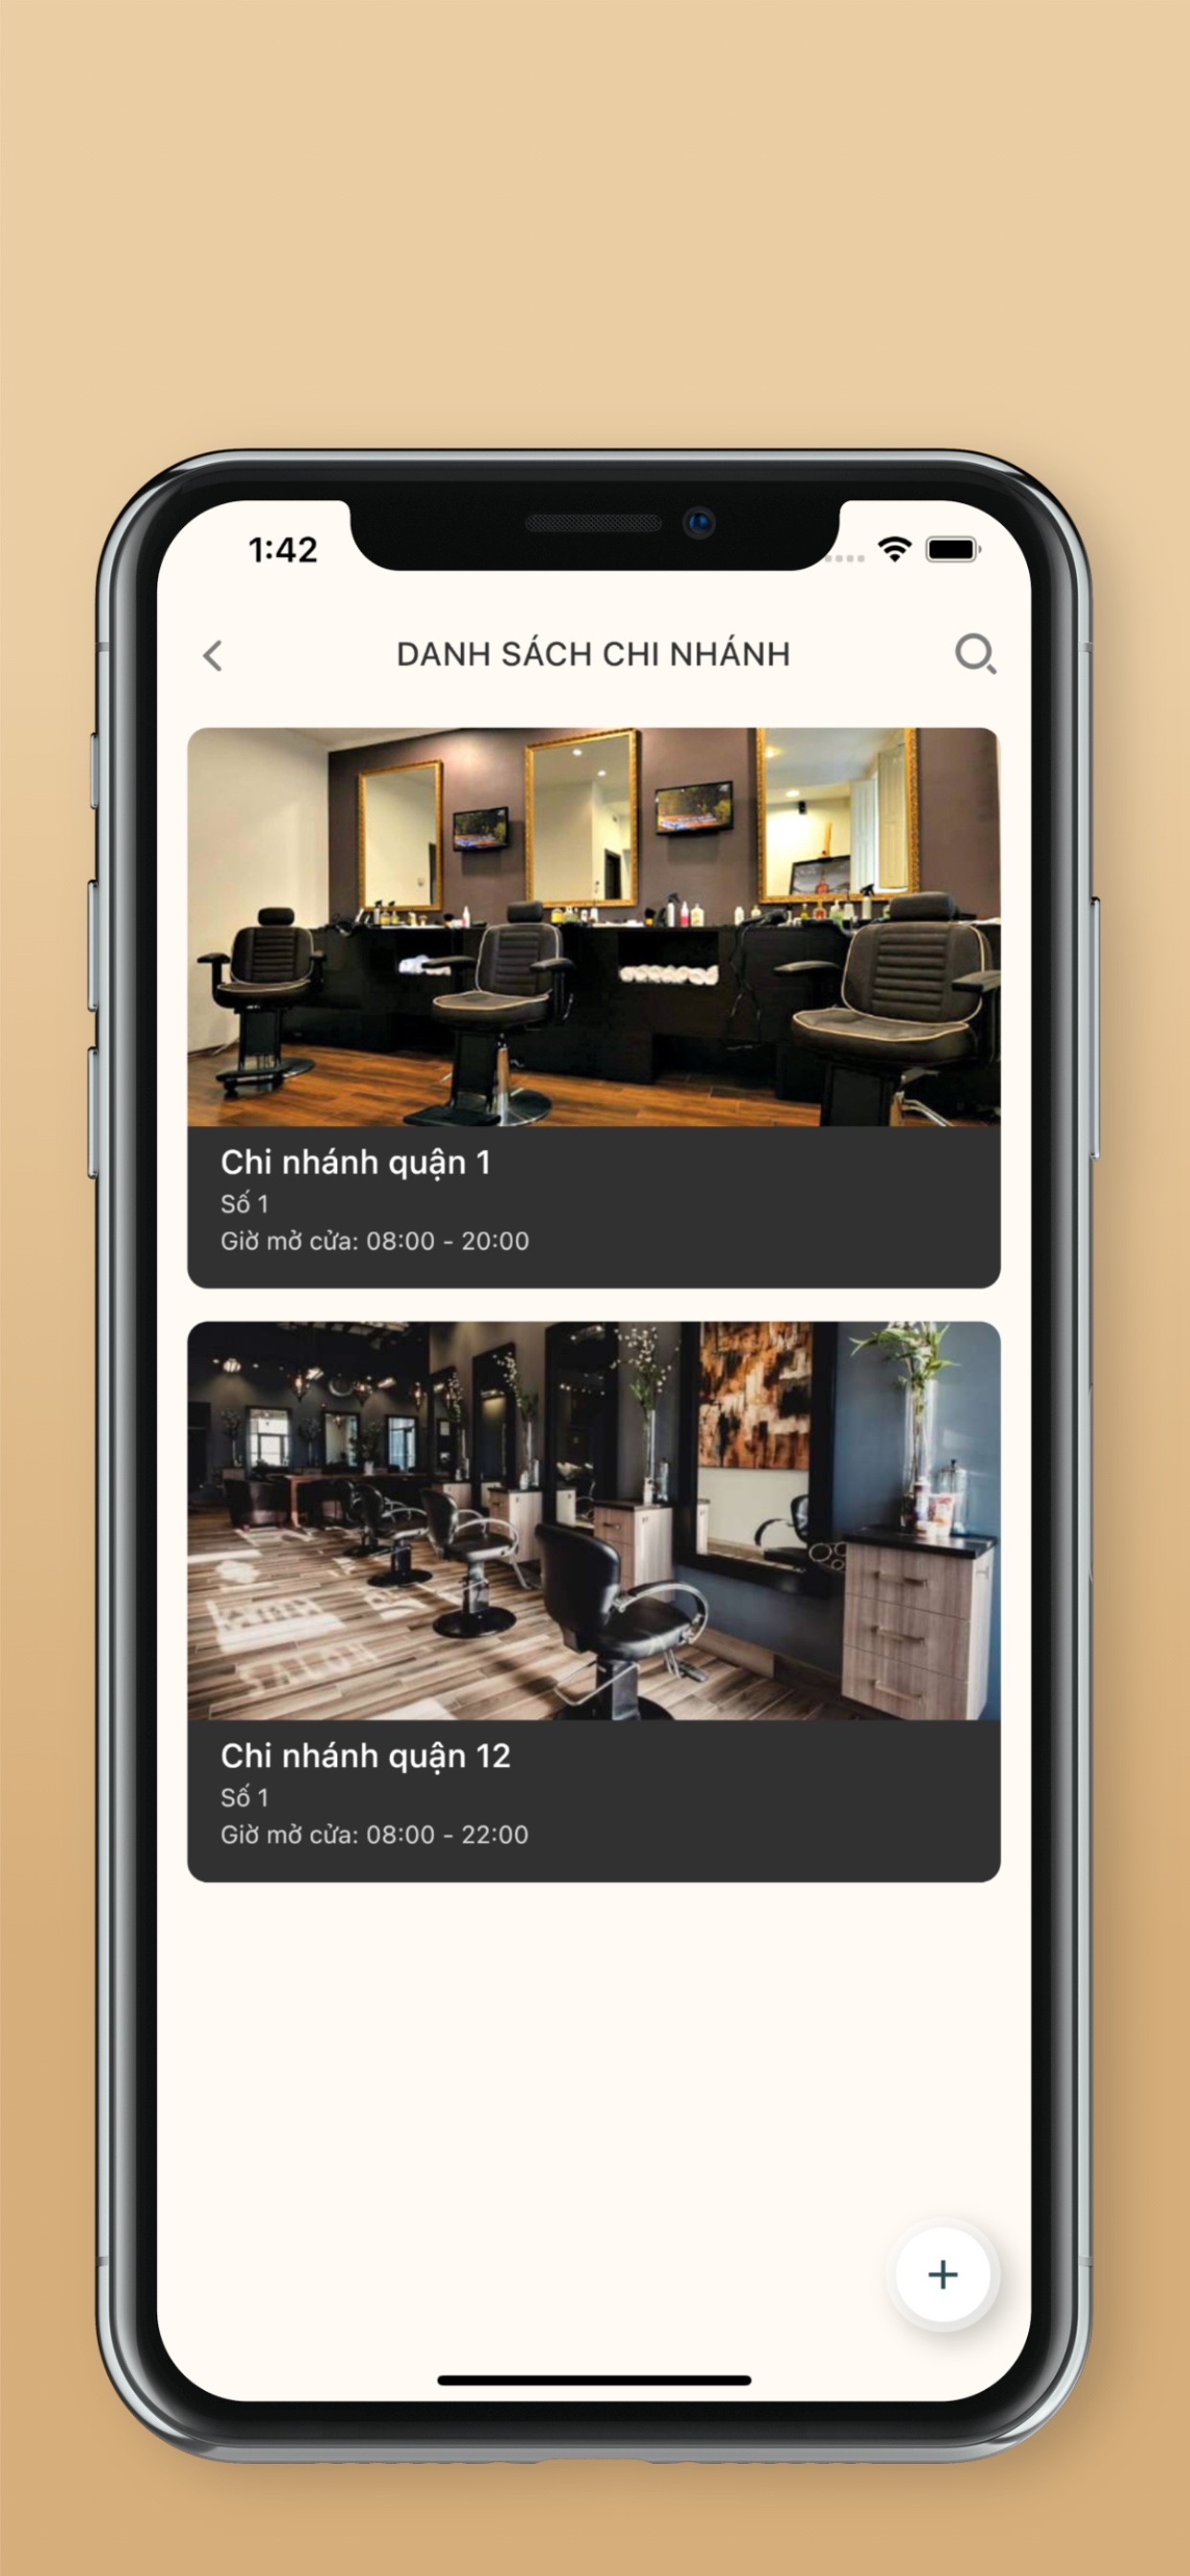 1:42
DANH SÁCH CHI NHÁNH
Chi nhánh quận 1
Số 1
Giờ mở cửa: 08:00 - 20:00
SALON
Chi nhánh quận 12
Số 1
Giờ mở cửa: 08:00 - 22:00